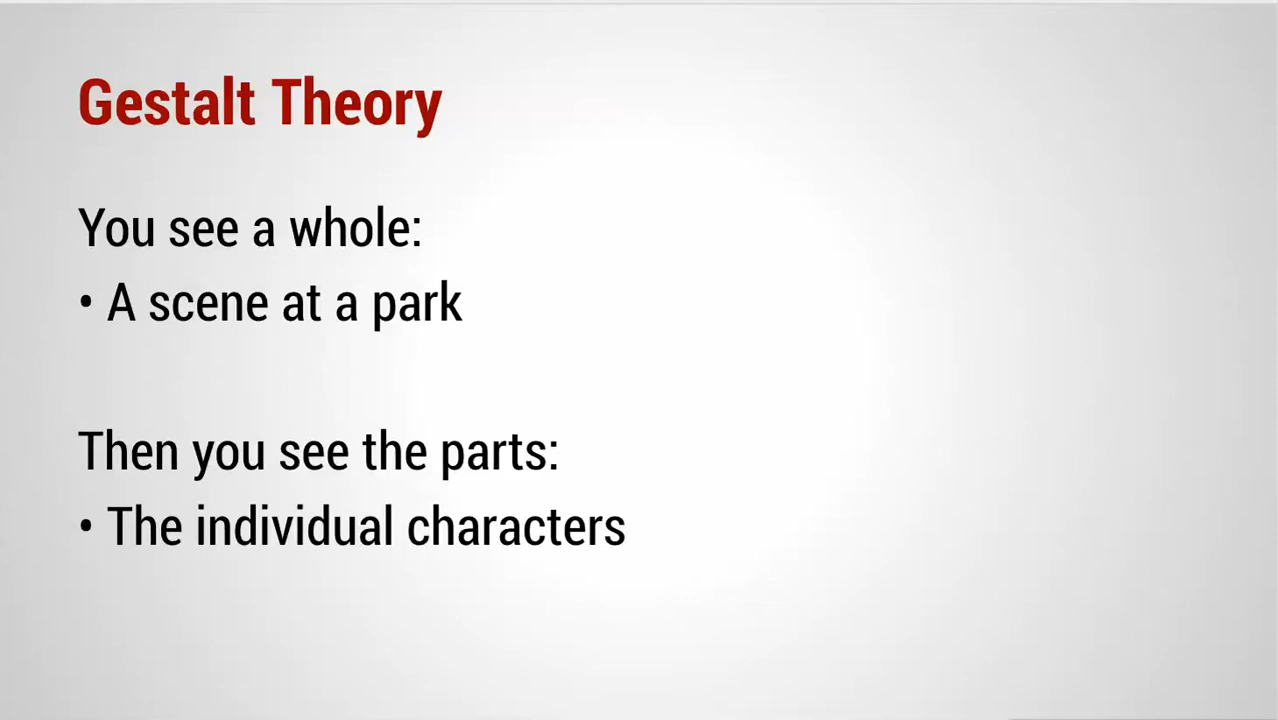 Gestalt Theory
You see a whole:
• A scene at a park
Then you see the parts:
• The individual characters